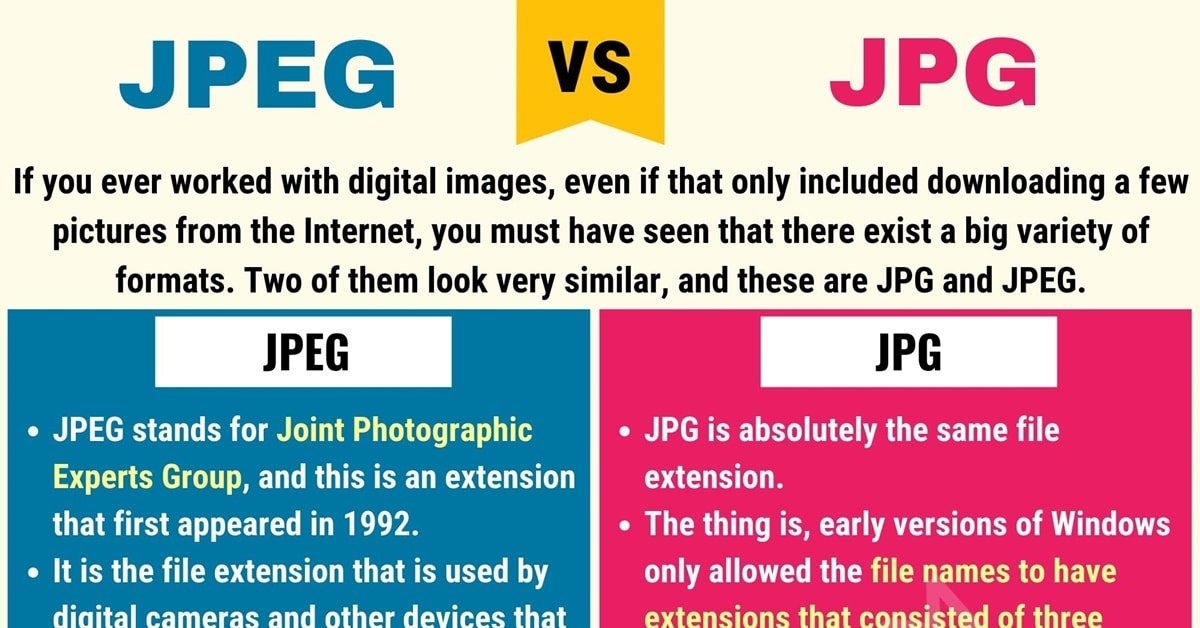 JPEG VS JPG
If you ever worked with digital images, even if that only included downloading a few
pictures from the Internet, you must have seen that there exist a big variety of
formats. Two of them look very similar, and these are JPG and JPEG.
JPEG
• JPEG stands for Joint Photographic
Experts Group, and this is an extension
that first appeared in 1992.
• It is the file extension that is used by
digital cameras and other devices that
JPG
• JPG is absolutely the same file
extension.
• The thing is, early versions of Windows
only allowed the file names to have
extensions that consisted of three